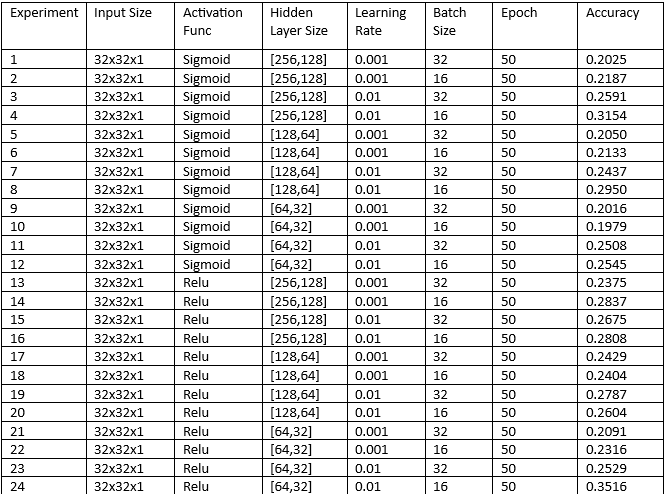 Experiment Input Size Activation Func Hidden Layer Size Learning Rate Batch Size Epoch Accuracy
1 32x32x1 Sigmoid [256,128] 0.001 32 50 0.2025
2 32x32x1 Sigmoid [256,128] 0.001 16 50 0.2187
3 32x32x1 Sigmoid [256,128] 0.01 32 50 0.2591
4 32x32x1 Sigmoid [256,128] 0.01 16 50 0.3154
5 32x32x1 Sigmoid [128,64] 0.001 32 50 0.2050
6 32x32x1 Sigmoid [128,64] 0.001 16 50 0.2133
7 32x32x1 Sigmoid [128,64] 0.01 32 50 0.2437
8 32x32x1 Sigmoid [128,64] 0.01 16 50 0.2950
9 32x32x1 Sigmoid [64,32] 0.001 32 50 0.2016
10 32x32x1 Sigmoid [64,32] 0.001 16 50 0.1979
11 32x32x1 Sigmoid [64,32] 0.01 32 50 0.2508
12 32x32x1 Sigmoid [64,32] 0.01 16 50 0.2545
13 32x32x1 Relu [256,128] 0.001 32 50 0.2375
14 32x32x1 Relu [256,128] 0.001 16 50 0.2837
15 32x32x1 Relu [256,128] 0.01 32 50 0.2675
16 32x32x1 Relu [256,128] 0.01 16 50 0.2808
17 32x32x1 Relu [128,64] 0.001 32 50 0.2429
18 32x32x1 Relu [128,64] 0.001 16 50 0.2404
19 32x32x1 Relu [128,64] 0.01 32 50 0.2787
20 32x32x1 Relu [128,64] 0.01 16 50 0.2604
21 32x32x1 Relu [64,32] 0.001 32 50 0.2091
22 32x32x1 Relu [64,32] 0.001 16 50 0.2316
23 32x32x1 Relu [64,32] 0.01 32 50 0.2529
24 32x32x1 Relu [64,32] 0.01 16 50 0.3516